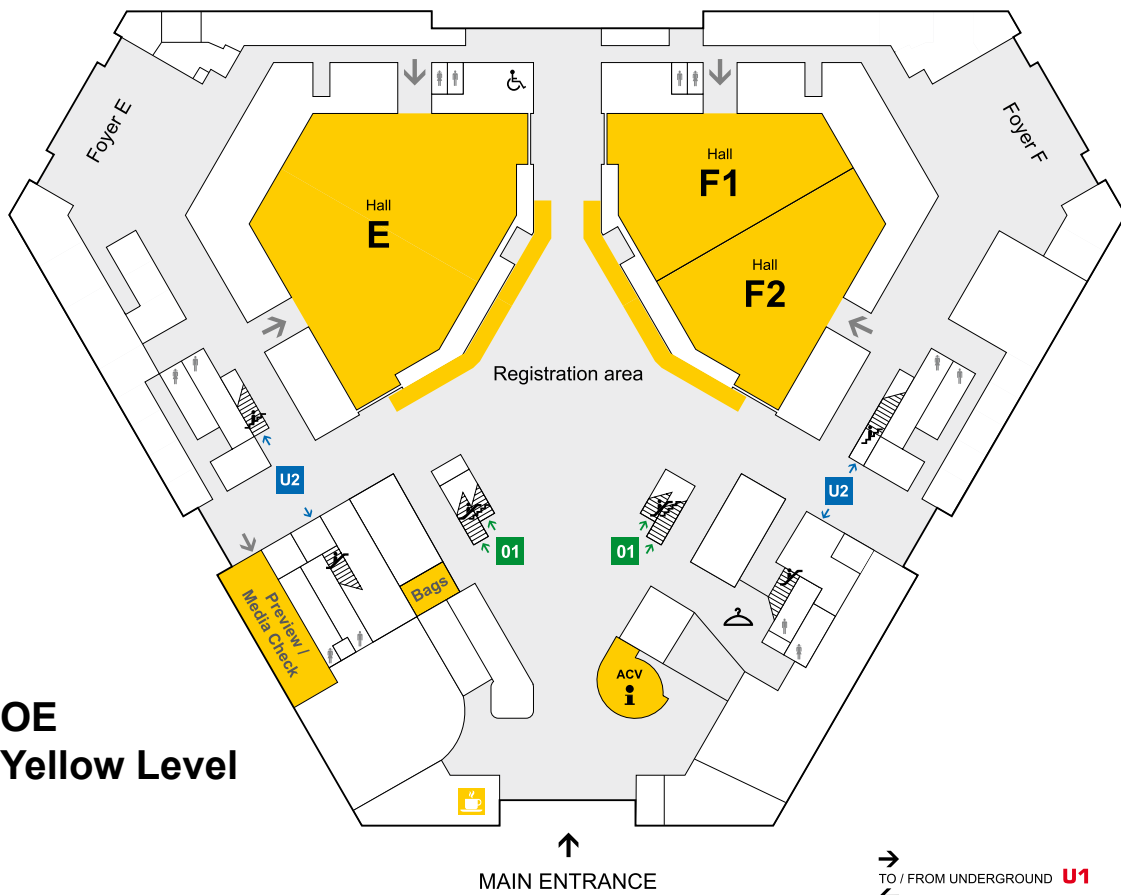 Foyer E
Foyer F
Hall
F1
Hall
E
Hall
F2
Registration area
U2
U2
01
01
Preview /
Media Check
Bags
ACV
i
OE
Yellow Level
MAIN ENTRANCE
TO / FROM UNDERGROUND U1